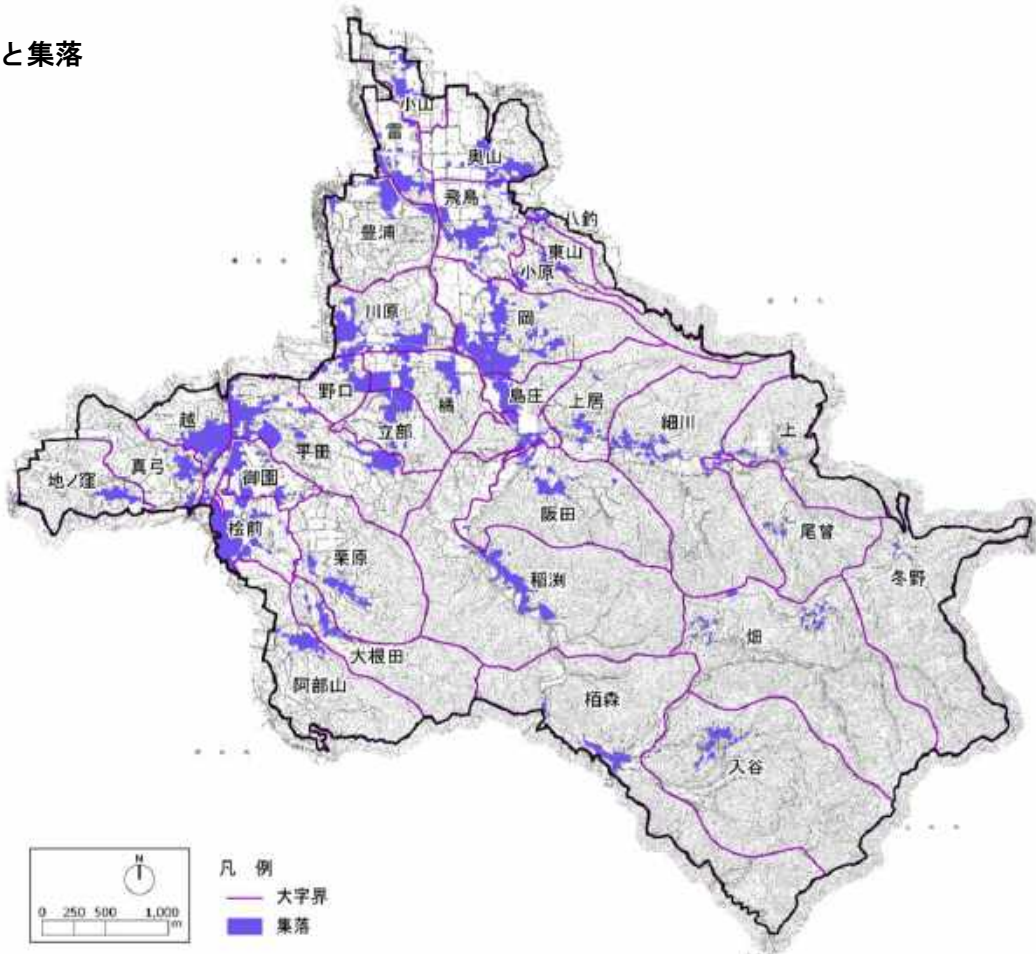 と集落
小山
雷
奥山
飛鳥
八釣
豊浦
東山
小原
川原
岡
野口
橘
島庄
上居
細川
上
越
立部
平田
真弓
御園
地ノ窪
阪田
桧前
尾曽
栗原
稲渕
冬野
畑
大根田
阿部山
栢森
入谷
N
0 250 500 1,000
m
凡 例
大字界
集落